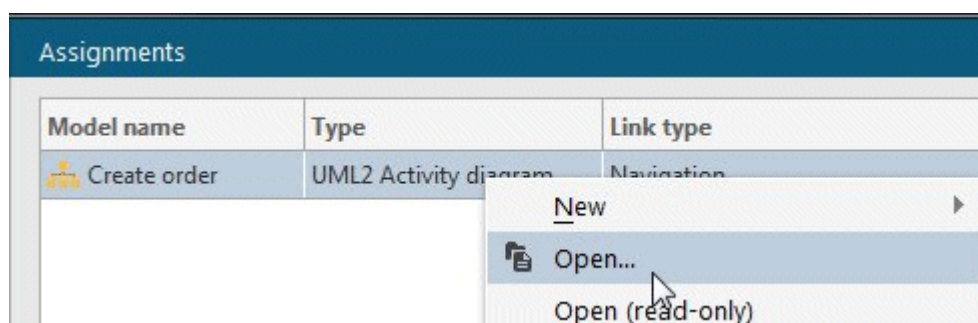 Assignments
Model name Type Link type
Create order UML2 Activity diagram Navigation
New
Open...
Open (read-only)